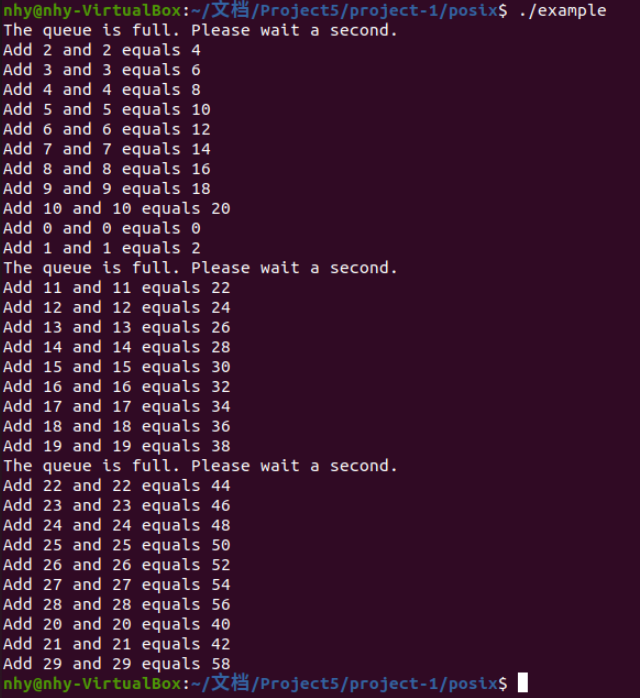 nhy@nhy-VirtualBox:~/文档/Project5/project-1/posix$ ./example
The queue is full. Please wait a second.
Add 2 and 2 equals 4
Add 3 and 3 equals 6
Add 4 and 4 equals 8
Add 5 and 5 equals 10
Add 6 and 6 equals 12
Add 7 and 7 equals 14
Add 8 and 8 equals 16
Add 9 and 9 equals 18
Add 10 and 10 equals 20
Add 0 and 0 equals 0
Add 1 and 1 equals 2
The queue is full. Please wait a second.
Add 11 and 11 equals 22
Add 12 and 12 equals 24
Add 13 and 13 equals 26
Add 14 and 14 equals 28
Add 15 and 15 equals 30
Add 16 and 16 equals 32
Add 17 and 17 equals 34
Add 18 and 18 equals 36
Add 19 and 19 equals 38
The queue is full. Please wait a second.
Add 22 and 22 equals 44
Add 23 and 23 equals 46
Add 24 and 24 equals 48
Add 25 and 25 equals 50
Add 26 and 26 equals 52
Add 27 and 27 equals 54
Add 28 and 28 equals 56
Add 20 and 20 equals 40
Add 21 and 21 equals 42
Add 29 and 29 equals 58
nhy@nhy-VirtualBox:~/文档/Project5/project-1/posix$